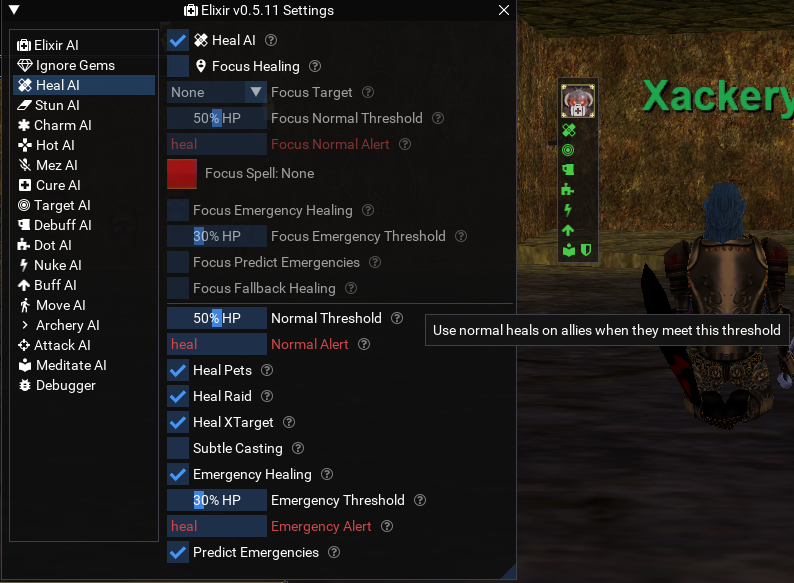 Elixir v0.5.11 Settings
Elixir AI
Ignore Gems
Heal AI
Stun AI
Charm AI
Hot AI
Mez AI
Cure AI
Target AI
Debuff AI
Dot AI
Nuke AI
Buff AI
Move AI
Archery AI
Attack AI
Meditate AI
Debugger
Heal AI
Focus Healing
None Focus Target
50% HP Focus Normal Threshold
heal Focus Normal Alert
Focus Spell: None
Focus Emergency Healing
30% HP Focus Emergency Threshold
Focus Predict Emergencies
Focus Fallback Healing
50% HP Normal Threshold
heal Normal Alert
Heal Pets
Heal Raid
Heal XTarget
Subtle Casting
Emergency Healing
30% HP Emergency Threshold
heal Emergency Alert
Predict Emergencies
Use normal heals on allies when they meet this threshold
Xackery